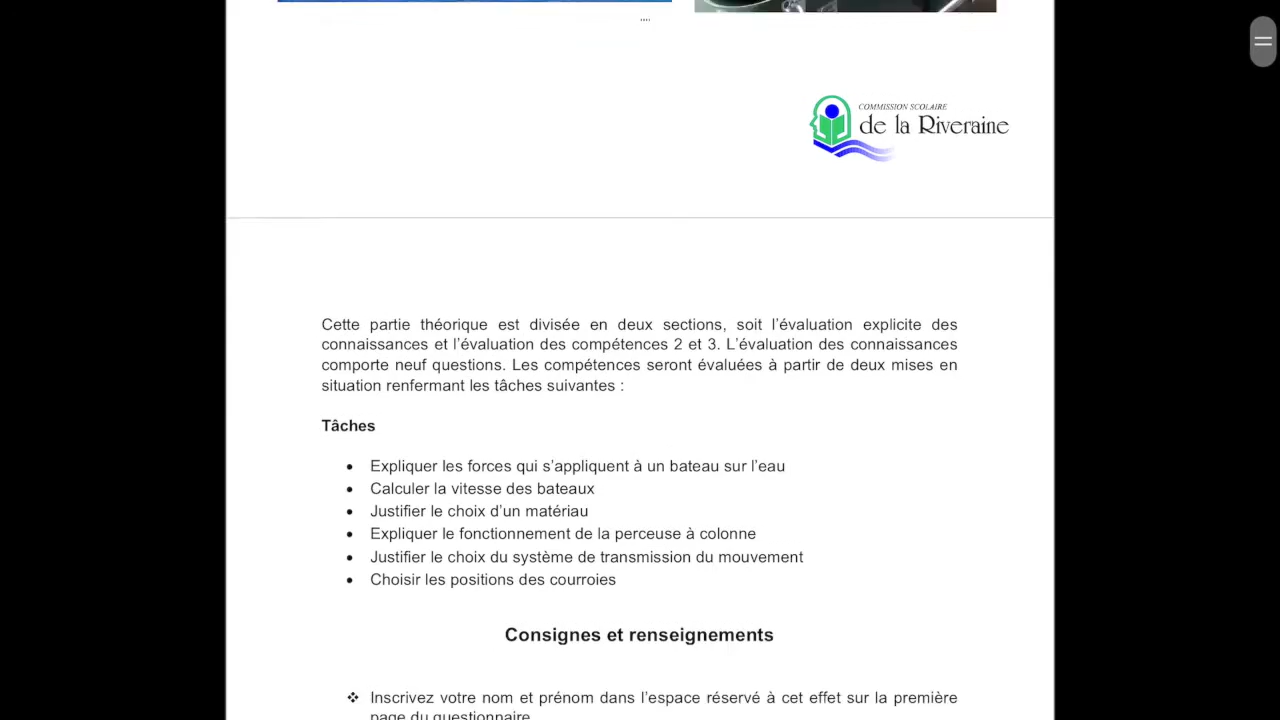 COMMISSION SCOLAIRE
de la Riveraine
Cette partie théorique est divisée en deux sections, soit l’évaluation explicite des
connaissances et l’évaluation des compétences 2 et 3. L’évaluation des connaissances
comporte neuf questions. Les compétences seront évaluées à partir de deux mises en
situation renfermant les tâches suivantes :
Tâches
• Expliquer les forces qui s’appliquent à un bateau sur l’eau
• Calculer la vitesse des bateaux
• Justifier le choix d’un matériau
• Expliquer le fonctionnement de la perceuse à colonne
• Justifier le choix du système de transmission du mouvement
• Choisir les positions des courroies
Consignes et renseignements
❖ Inscrivez votre nom et prénom dans l’espace réservé à cet effet sur la première
page du questionnaire